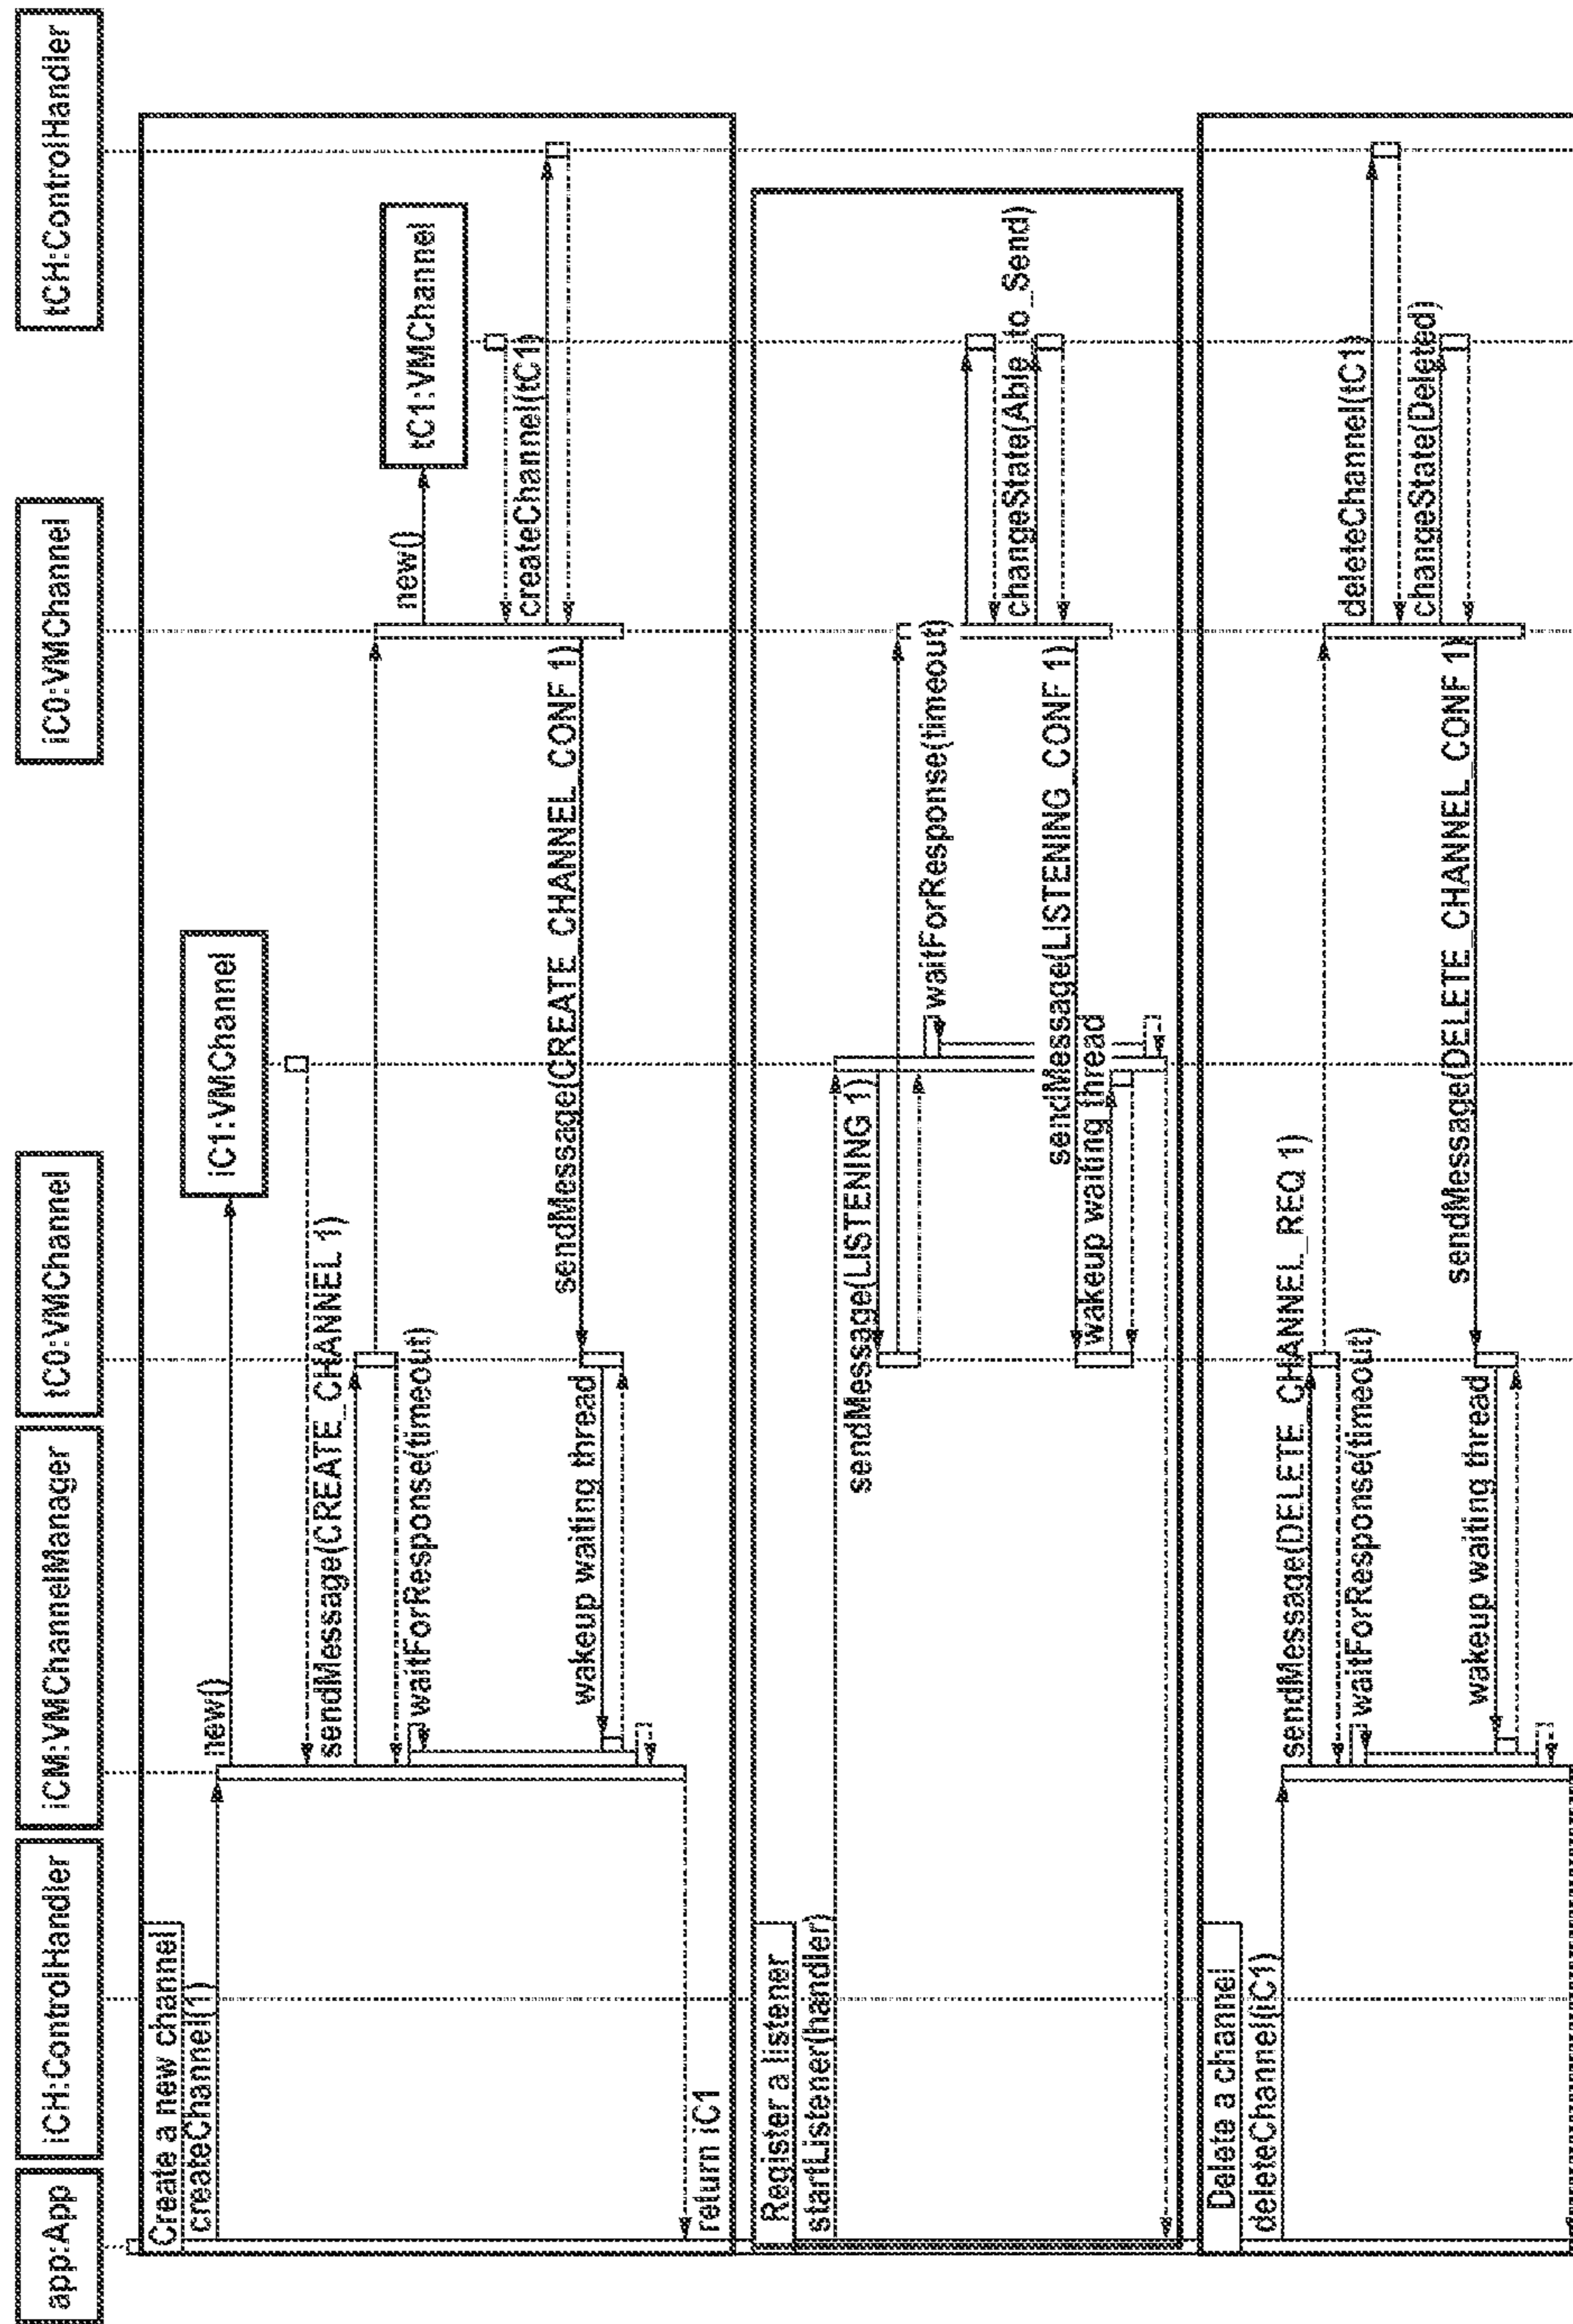 app:App
iCH:ControlHandler
iCM:VMChannelManager
tC0:VMChannel
iC0:VMChannel
tCH:ControlHandler
Create a new channel
createChannel(1)
new()
iC1:VMChannel
sendMessage(CREATE_CHANNEL 1)
new()
tC1:VMChannel
waitForResponse(timeout)
createChannel(tC1)
sendMessage(CREATE_CHANNEL_CONF 1)
wakeup waiting thread
return iC1
Register a listener
startListener(handler)
sendMessage(LISTENING 1)
waitForResponse(timeout)
changeState(Able_to_Send)
sendMessage(LISTENING_CONF 1)
wakeup waiting thread
Delete a channel
deleteChannel(iC1)
sendMessage(DELETE_CHANNEL_REQ 1)
waitForResponse(timeout)
deleteChannel(tC1)
changeState(Deleted)
sendMessage(DELETE_CHANNEL_CONF 1)
wakeup waiting thread